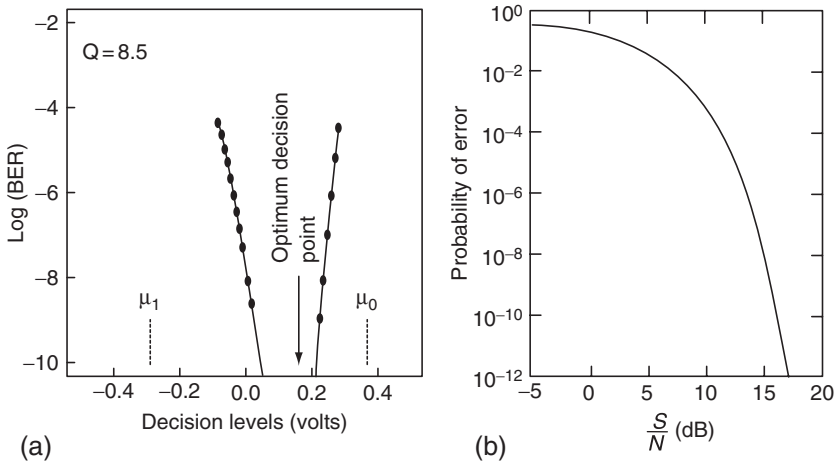 Q = 8.5
Log (BER)
−2
−4
−6
−8
−10
μ1
μ0
Optimum decision
point
−0.4
−0.2
0.0
0.2
0.4
Decision levels (volts)
(a)
Probability of error
10^0
10^−2
10^−4
10^−6
10^−8
10^−10
10^−12
−5
0
5
10
15
20
S/N (dB)
(b)